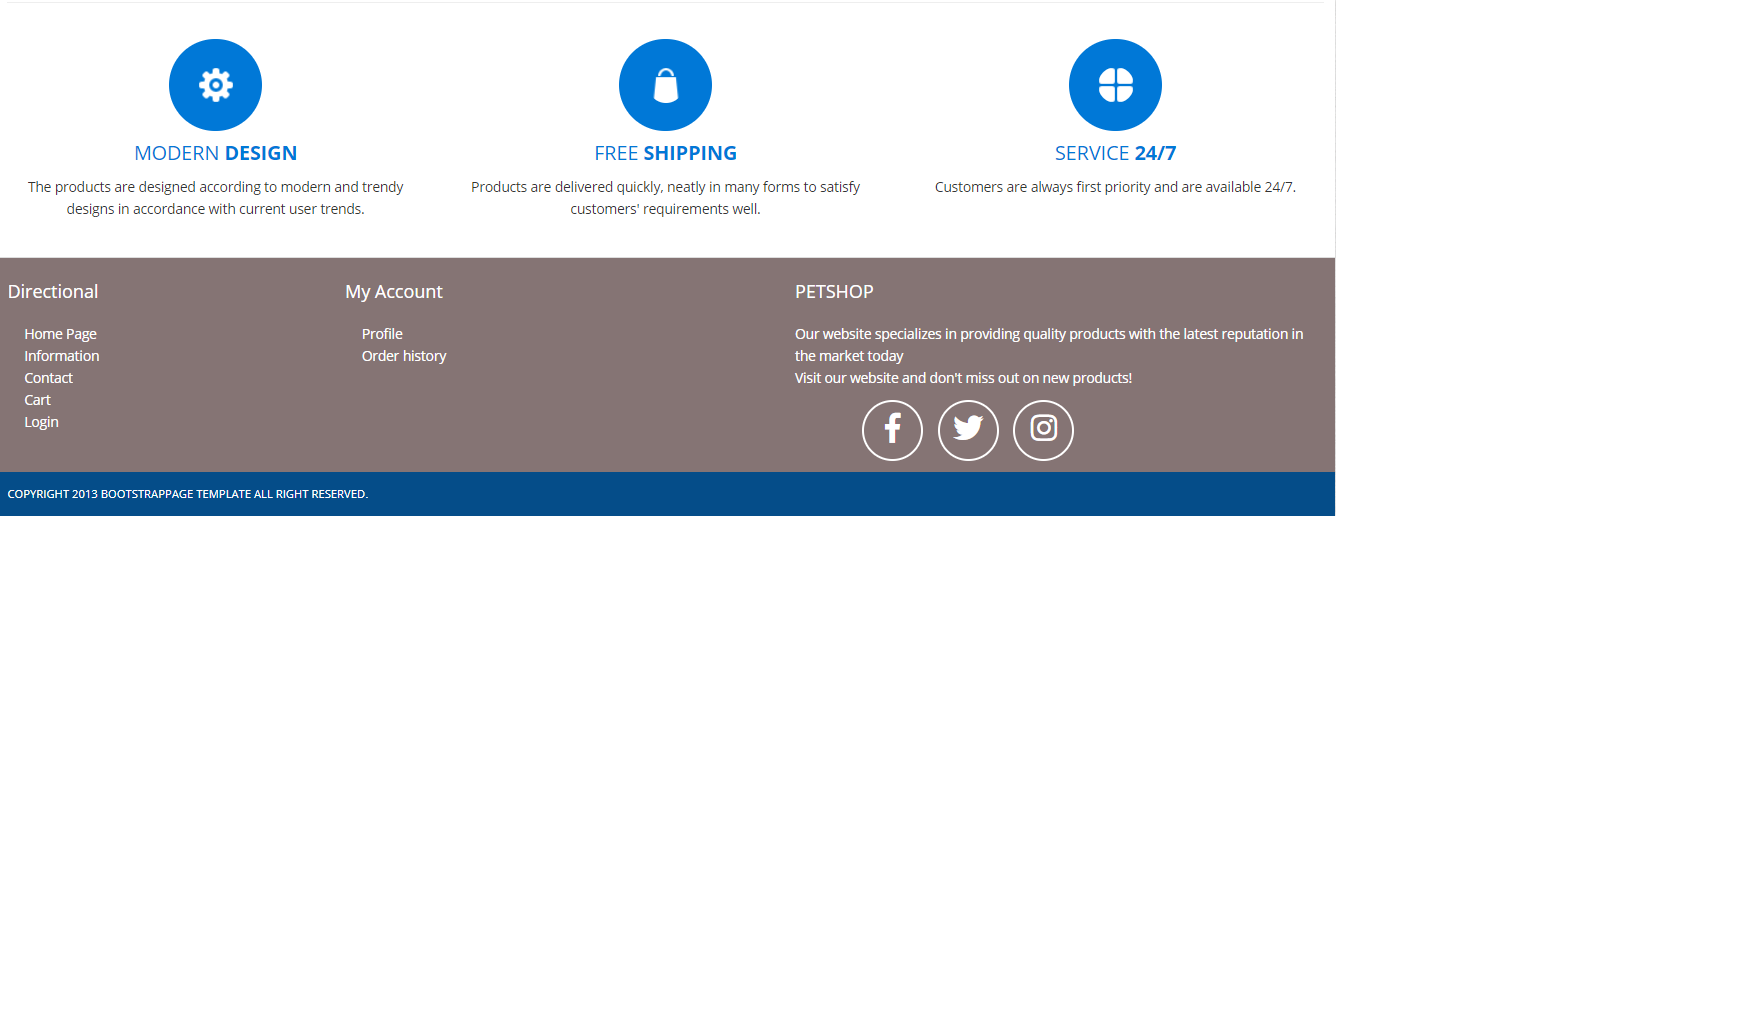 MODERN DESIGN
The products are designed according to modern and trendy
designs in accordance with current user trends.
FREE SHIPPING
Products are delivered quickly, neatly in many forms to satisfy
customers' requirements well.
SERVICE 24/7
Customers are always first priority and are available 24/7.
Directional
Home Page
Information
Contact
Cart
Login
My Account
Profile
Order history
PETSHOP
Our website specializes in providing quality products with the latest reputation in
the market today
Visit our website and don't miss out on new products!
COPYRIGHT 2013 BOOTSTRAPPAGE TEMPLATE ALL RIGHT RESERVED.